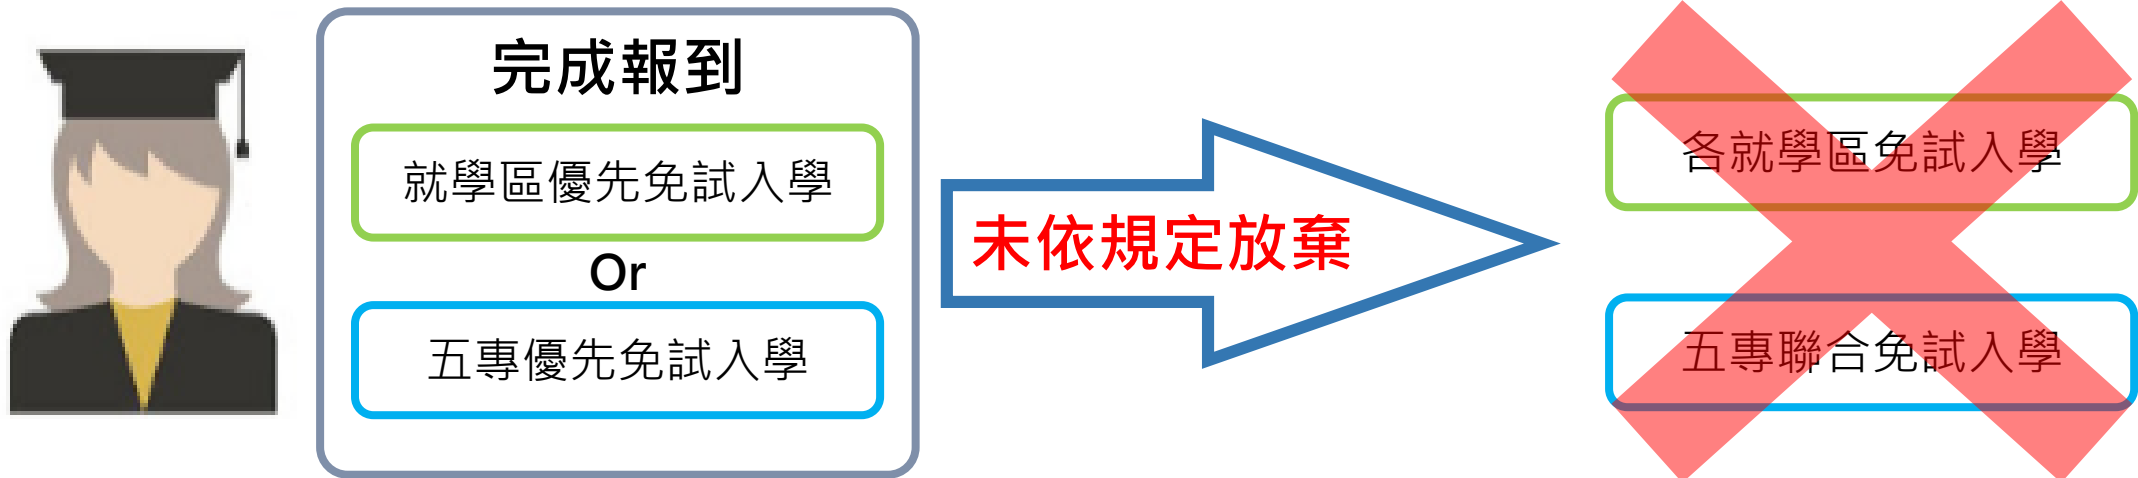 完成報到
就學區優先免試入學
Or
五專優先免試入學
未依規定放棄
各就學區免試入學
五專聯合免試入學